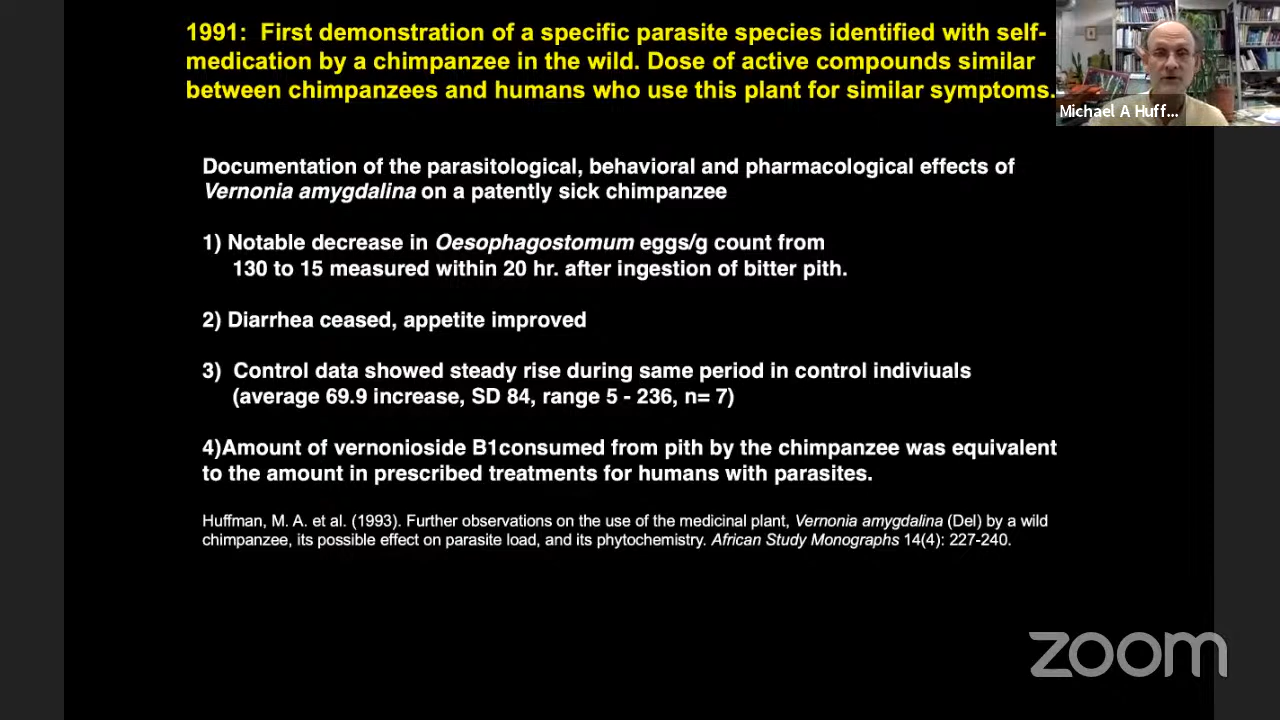 1991:  First demonstration of a specific parasite species identified with self-
medication by a chimpanzee in the wild. Dose of active compounds similar
between chimpanzees and humans who use this plant for similar symptoms.
Michael A Huff...
Documentation of the parasitological, behavioral and pharmacological effects of
Vernonia amygdalina on a patently sick chimpanzee
1) Notable decrease in Oesophagostomum eggs/g count from
130 to 15 measured within 20 hr. after ingestion of bitter pith.
2) Diarrhea ceased, appetite improved
3)  Control data showed steady rise during same period in control indiviuals
(average 69.9 increase, SD 84, range 5 - 236, n= 7)
4)Amount of vernonioside B1consumed from pith by the chimpanzee was equivalent
to the amount in prescribed treatments for humans with parasites.
Huffman, M. A. et al. (1993). Further observations on the use of the medicinal plant, Vernonia amygdalina (Del) by a wild
chimpanzee, its possible effect on parasite load, and its phytochemistry. African Study Monographs 14(4): 227-240.
zoom